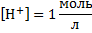 [H⁺] = 1 моль/л